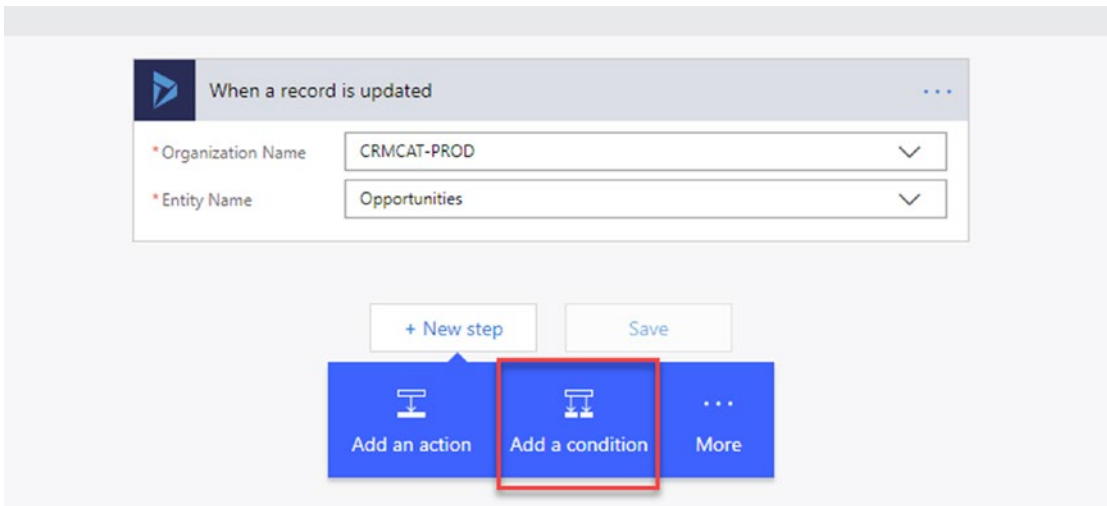 When a record is updated
* Organization Name CRMCAT-PROD
* Entity Name Opportunities
+ New step Save
Add an action Add a condition More